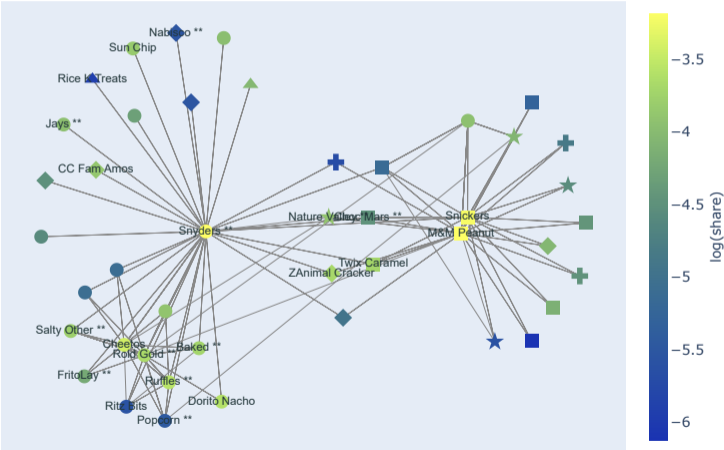 Nabisco **
Sun Chip
Rice K Treats
Jays **
CC Fam Amos
Snyders **
Nature Valley *
Choc Mars **
Snickers
M&M Peanut
Twix Caramel
ZAnimal Cracker
Salty Other **
Cheetos
Rold Gold **
Baked **
FritoLay **
Ruffles **
Ritz Bits
Dorito Nacho
Popcorn **
−3.5
−4
−4.5
−5
−5.5
−6
log(share)